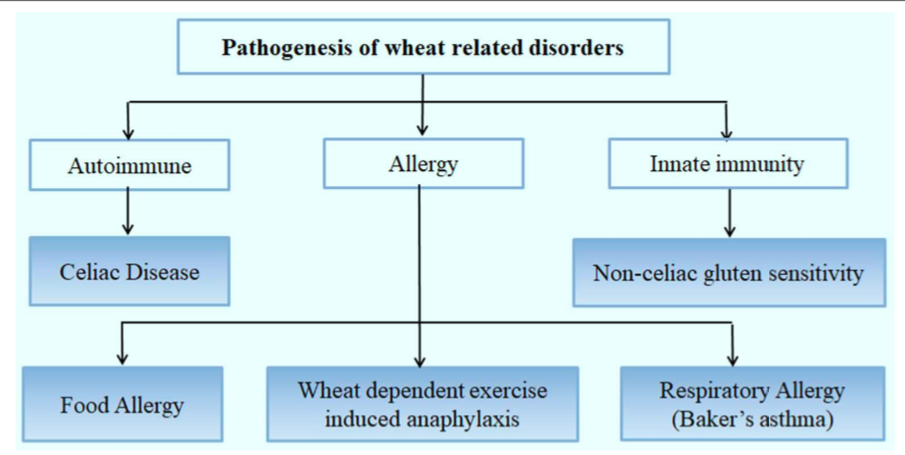 Pathogenesis of wheat related disorders
Autoimmune
Allergy
Innate immunity
Celiac Disease
Non-celiac gluten sensitivity
Food Allergy
Wheat dependent exercise
induced anaphylaxis
Respiratory Allergy
(Baker’s asthma)